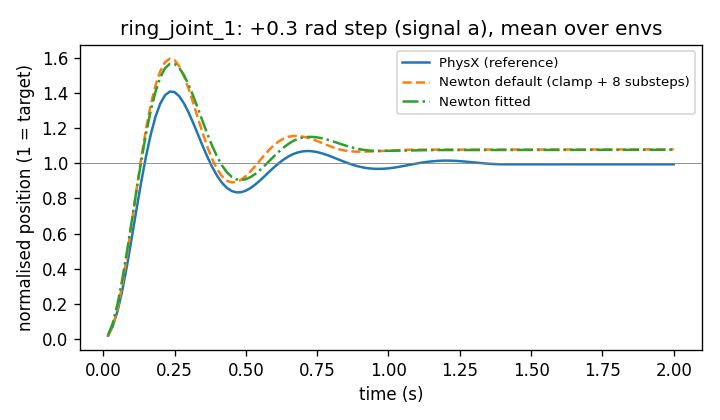 ring_joint_1: +0.3 rad step (signal a), mean over envs
PhysX (reference)
Newton default (clamp + 8 substeps)
Newton fitted
normalised position (1 = target)
1.6
1.4
1.2
1.0
0.8
0.6
0.4
0.2
0.0
0.00 0.25 0.50 0.75 1.00 1.25 1.50 1.75 2.00
time (s)